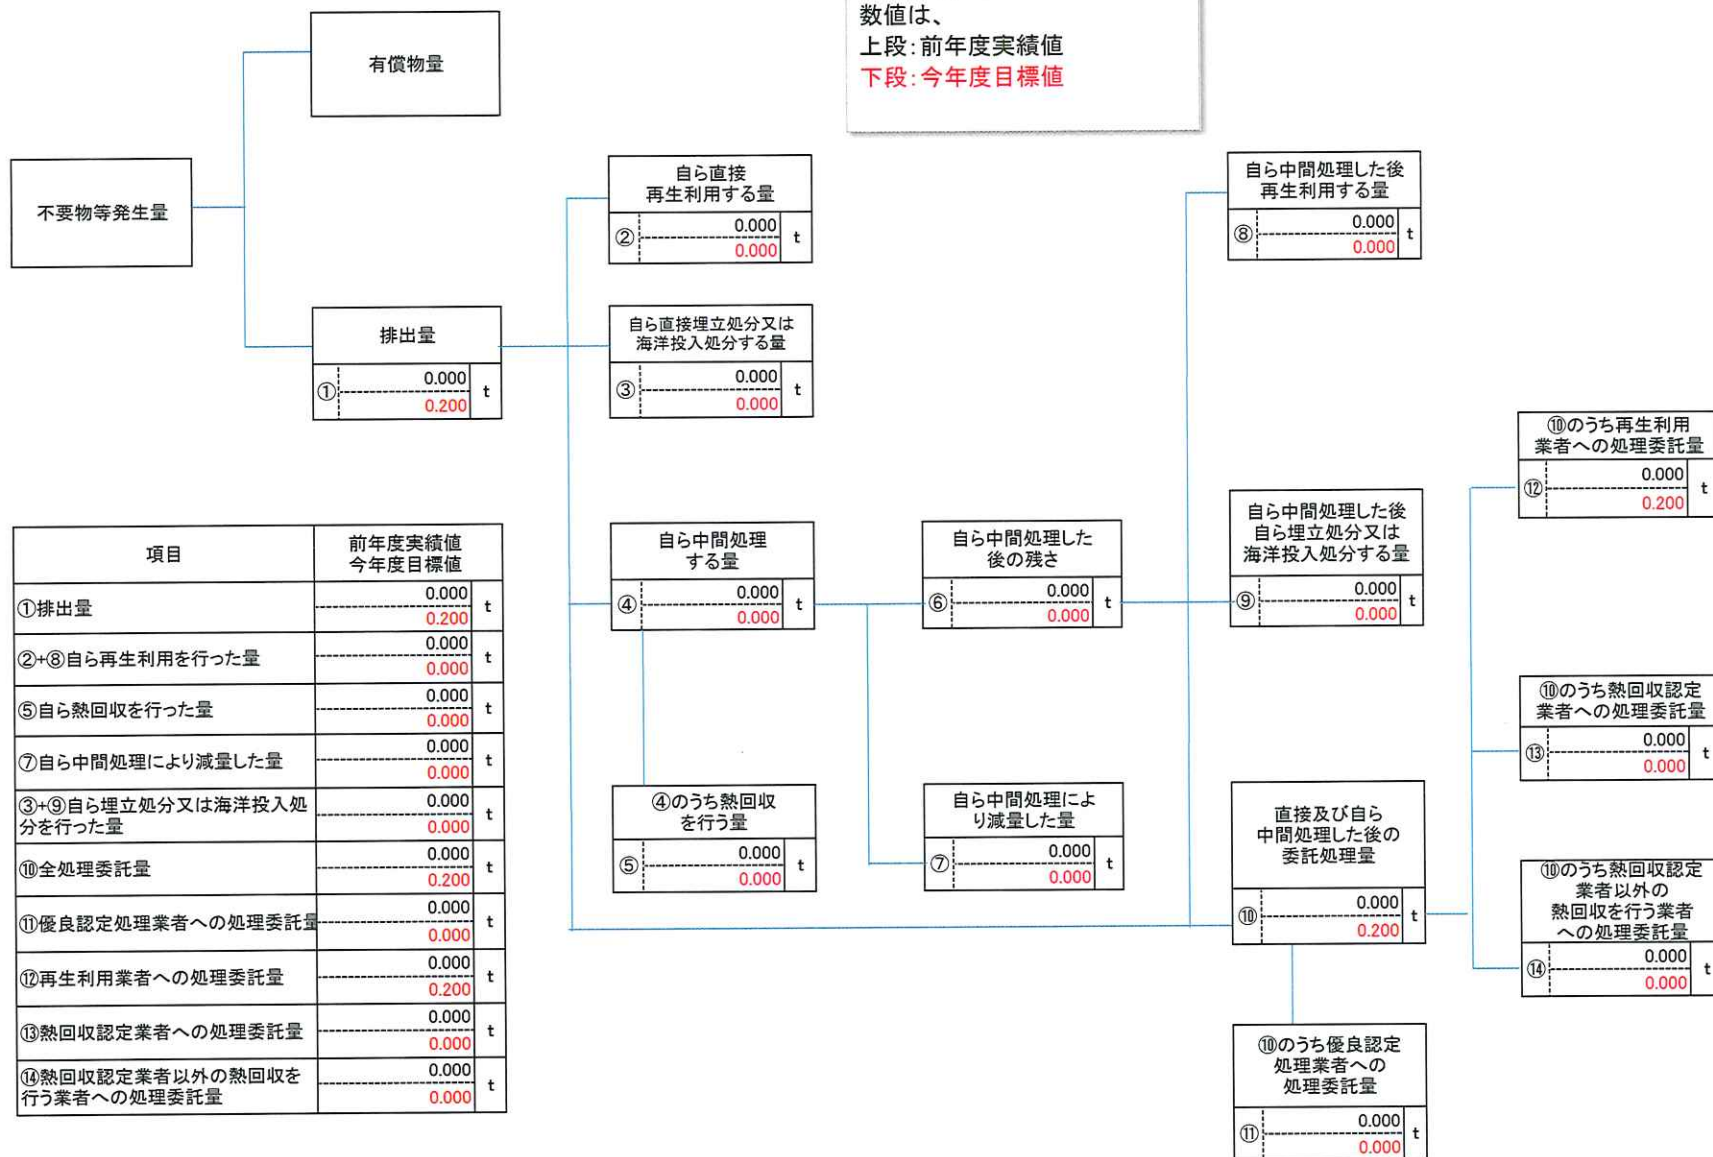 数値は、
上段:前年度実績値
下段:今年度目標値
有償物量
不要物等発生量
排出量
①
0.000
0.200
t
自ら直接
再生利用する量
②
0.000
0.000
t
自ら直接埋立処分又は
海洋投入処分する量
③
0.000
0.000
t
自ら中間処理
する量
④
0.000
0.000
t
④のうち熱回収
を行う量
⑤
0.000
0.000
t
自ら中間処理した
後の残さ
⑥
0.000
0.000
t
自ら中間処理によ
り減量した量
⑦
0.000
0.000
t
自ら中間処理した後
再生利用する量
⑧
0.000
0.000
t
自ら中間処理した後
自ら埋立処分又は
海洋投入処分する量
⑨
0.000
0.000
t
直接及び自ら
中間処理した後の
委託処理量
⑩
0.000
0.200
t
⑩のうち優良認定
処理業者への
処理委託量
⑪
0.000
0.000
t
⑩のうち再生利用
業者への処理委託量
⑫
0.000
0.200
t
⑩のうち熱回収認定
業者への処理委託量
⑬
0.000
0.000
t
⑩のうち熱回収認定
業者以外の
熱回収を行う業者
への処理委託量
⑭
0.000
0.000
t
項目
前年度実績値
今年度目標値
①排出量
0.000
0.200
t
②+⑧自ら再生利用を行った量
0.000
0.000
t
⑤自ら熱回収を行った量
0.000
0.000
t
⑦自ら中間処理により減量した量
0.000
0.000
t
③+⑨自ら埋立処分又は海洋投入処
分を行った量
0.000
0.000
t
⑩全処理委託量
0.000
0.200
t
⑪優良認定処理業者への処理委託量
0.000
0.000
t
⑫再生利用業者への処理委託量
0.000
0.200
t
⑬熱回収認定業者への処理委託量
0.000
0.000
t
⑭熱回収認定業者以外の熱回収を
行う業者への処理委託量
0.000
0.000
t